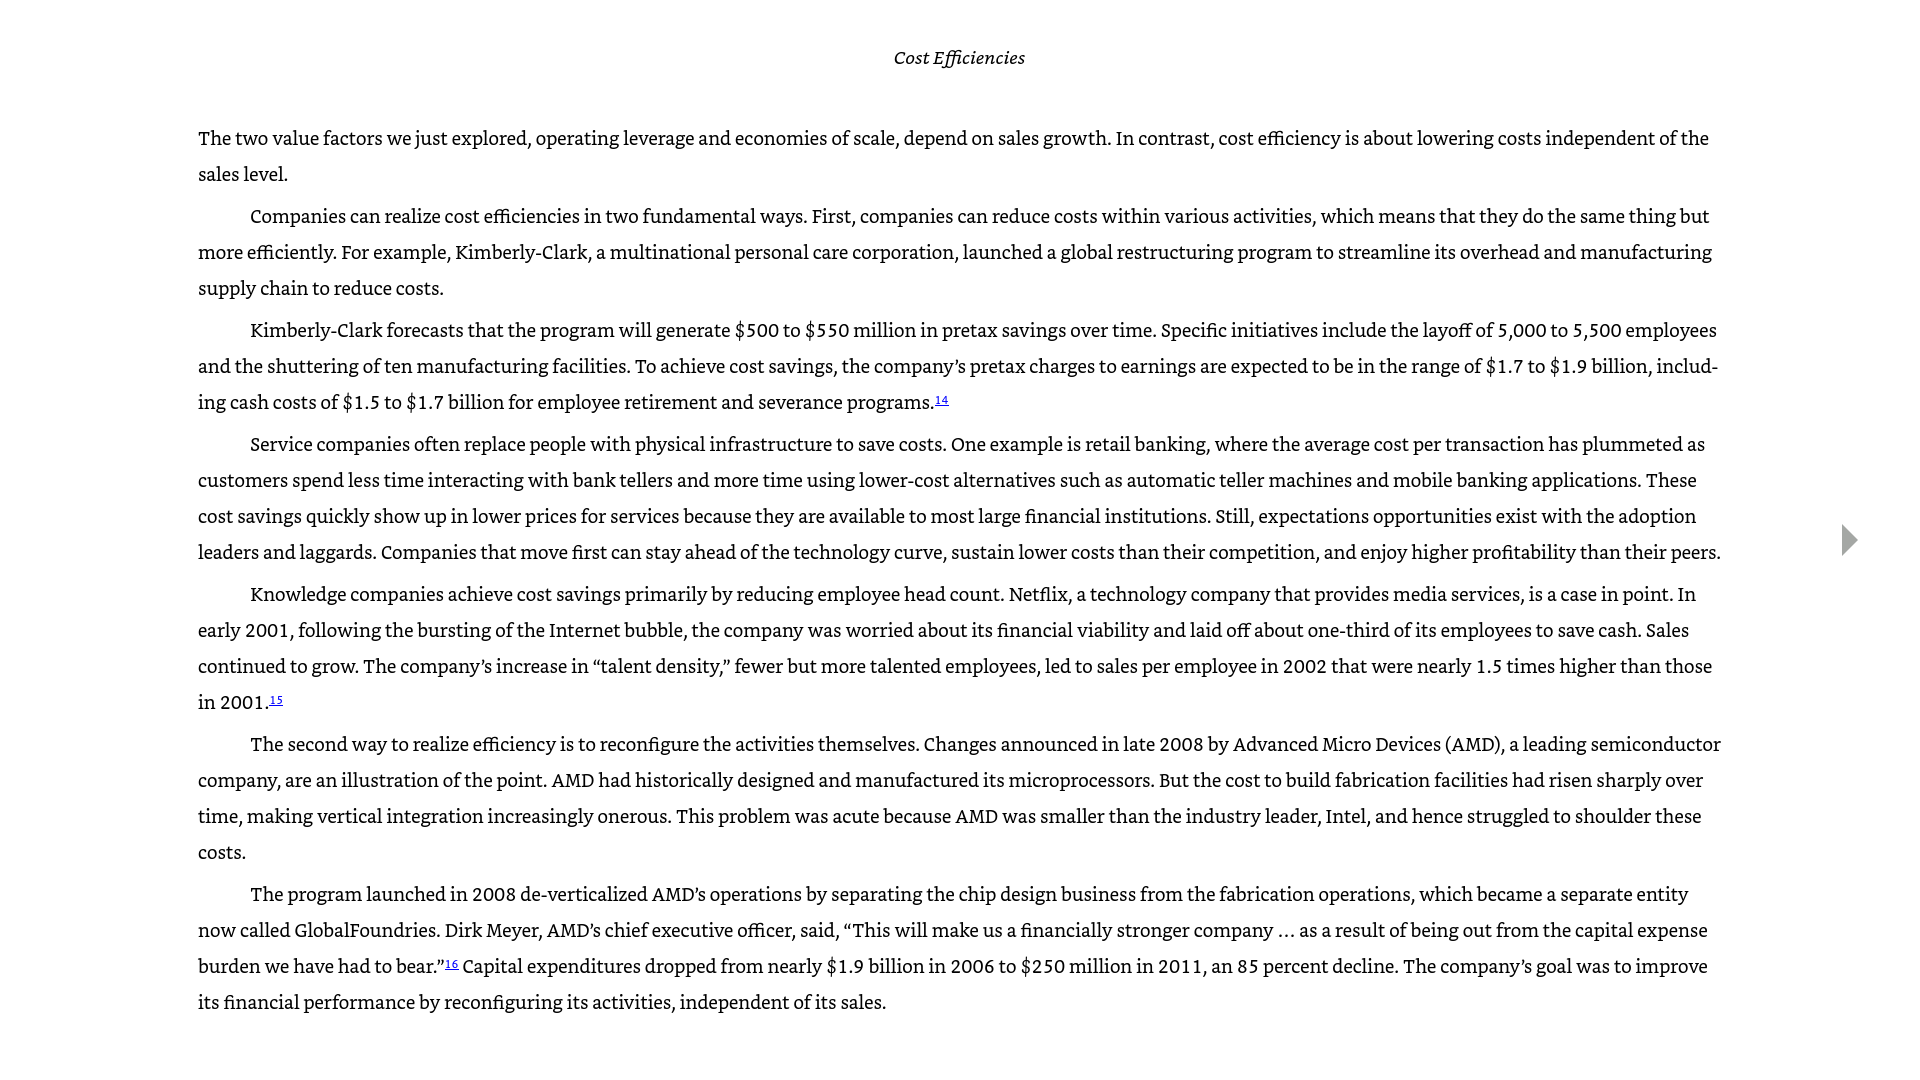 Cost Efficiencies
The two value factors we just explored, operating leverage and economies of scale, depend on sales growth. In contrast, cost efficiency is about lowering costs independent of the
sales level.
Companies can realize cost efficiencies in two fundamental ways. First, companies can reduce costs within various activities, which means that they do the same thing but
more efficiently. For example, Kimberly-Clark, a multinational personal care corporation, launched a global restructuring program to streamline its overhead and manufacturing
supply chain to reduce costs.
Kimberly-Clark forecasts that the program will generate $500 to $550 million in pretax savings over time. Specific initiatives include the layoff of 5,000 to 5,500 employees
and the shuttering of ten manufacturing facilities. To achieve cost savings, the company’s pretax charges to earnings are expected to be in the range of $1.7 to $1.9 billion, includ-
ing cash costs of $1.5 to $1.7 billion for employee retirement and severance programs.14
Service companies often replace people with physical infrastructure to save costs. One example is retail banking, where the average cost per transaction has plummeted as
customers spend less time interacting with bank tellers and more time using lower-cost alternatives such as automatic teller machines and mobile banking applications. These
cost savings quickly show up in lower prices for services because they are available to most large financial institutions. Still, expectations opportunities exist with the adoption
leaders and laggards. Companies that move first can stay ahead of the technology curve, sustain lower costs than their competition, and enjoy higher profitability than their peers.
Knowledge companies achieve cost savings primarily by reducing employee head count. Netflix, a technology company that provides media services, is a case in point. In
early 2001, following the bursting of the Internet bubble, the company was worried about its financial viability and laid off about one-third of its employees to save cash. Sales
continued to grow. The company’s increase in “talent density,” fewer but more talented employees, led to sales per employee in 2002 that were nearly 1.5 times higher than those
in 2001.15
The second way to realize efficiency is to reconfigure the activities themselves. Changes announced in late 2008 by Advanced Micro Devices (AMD), a leading semiconductor
company, are an illustration of the point. AMD had historically designed and manufactured its microprocessors. But the cost to build fabrication facilities had risen sharply over
time, making vertical integration increasingly onerous. This problem was acute because AMD was smaller than the industry leader, Intel, and hence struggled to shoulder these
costs.
The program launched in 2008 de-verticalized AMD’s operations by separating the chip design business from the fabrication operations, which became a separate entity
now called GlobalFoundries. Dirk Meyer, AMD’s chief executive officer, said, “This will make us a financially stronger company … as a result of being out from the capital expense
burden we have had to bear.”16 Capital expenditures dropped from nearly $1.9 billion in 2006 to $250 million in 2011, an 85 percent decline. The company’s goal was to improve
its financial performance by reconfiguring its activities, independent of its sales.